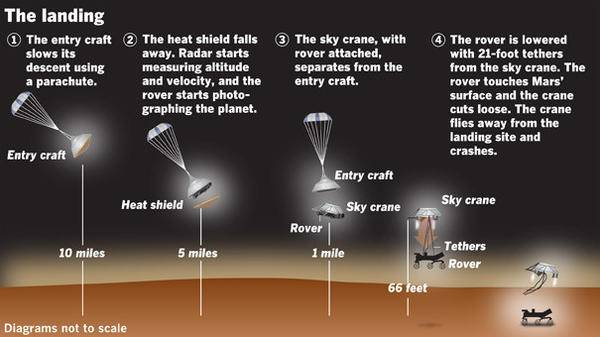 The landing
1 The entry craft
slows its
descent using
a parachute.
2 The heat shield falls
away. Radar starts
measuring altitude
and velocity, and the
rover starts photo-
graphing the planet.
3 The sky crane, with
rover attached,
separates from the
entry craft.
4 The rover is lowered
with 21-foot tethers
from the sky crane. The
rover touches Mars’
surface and the crane
cuts loose. The crane
flies away from the
landing site and
crashes.
Entry craft
10 miles
Heat shield
5 miles
Entry craft
Sky crane
Rover
1 mile
Sky crane
Tethers
Rover
66 feet
Diagrams not to scale